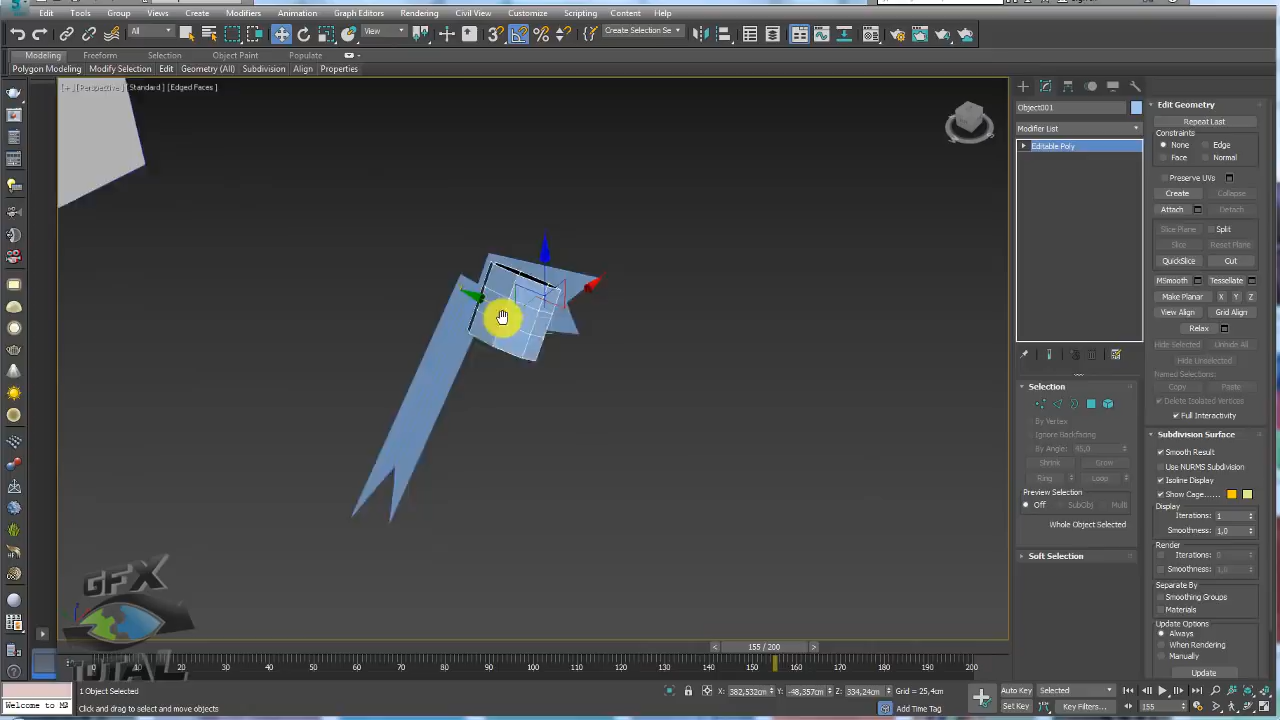 Edit Tools Group Views Create Modifiers Animation Graph Editors Rendering Civil View Customize Scripting Content Help
All View Create Selection Se
Modeling Freeform Selection Object Paint Populate
Polygon Modeling Modify Selection Edit Geometry (All) Subdivision Align Properties
[+] [Perspective] [Standard] [Edged Faces]
Object001
Modifier List
Editable Poly
Selection
By Vertex
Ignore Backfacing
By Angle: 45,0
Shrink Grow
Ring Loop
Preview Selection
Off SubObj Multi
Whole Object Selected
Soft Selection
Edit Geometry
Repeat Last
Constraints
None Edge
Face Normal
Preserve UVs
Create Collapse
Attach Detach
Slice Plane Split
Slice Reset Plane
QuickSlice Cut
MSmooth Tessellate
Make Planar X Y Z
View Align Grid Align
Relax
Hide Selected Unhide All
Hide Unselected
Named Selections:
Copy Paste
Delete Isolated Vertices
Full Interactivity
Subdivision Surface
Smooth Result
Use NURMS Subdivision
Isoline Display
Show Cage......
Display
Iterations: 1
Smoothness: 1,0
Render
Iterations: 0
Smoothness: 1,0
Separate By
Smoothing Groups
Materials
Update Options
Always
When Rendering
Manually
Update
GFX
TOTAL
155 / 200
0 10 20 30 40 50 60 70 80 90 100 110 120 130 140 150 160 170 180 190 200
1 Object Selected X: 382,532cm Y: -48,357cm Z: 334,24cm Grid = 25,4cm Auto Key Selected
Welcome to M Click and drag to select and move objects Add Time Tag Set Key Key Filters... 155